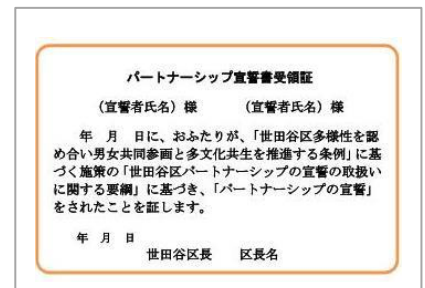 パートナーシップ宣誓書受領証
（宣誓者氏名）様　　（宣誓者氏名）様
年　月　日に、おふたりが、「世田谷区多様性を認
め合い男女共同参画と多文化共生を推進する条例」に基
づく施策の「世田谷区パートナーシップの宣誓の取扱い
に関する要綱」に基づき、「パートナーシップの宣誓」
をされたことを証します。
年　月　日
世田谷区長　　区長名